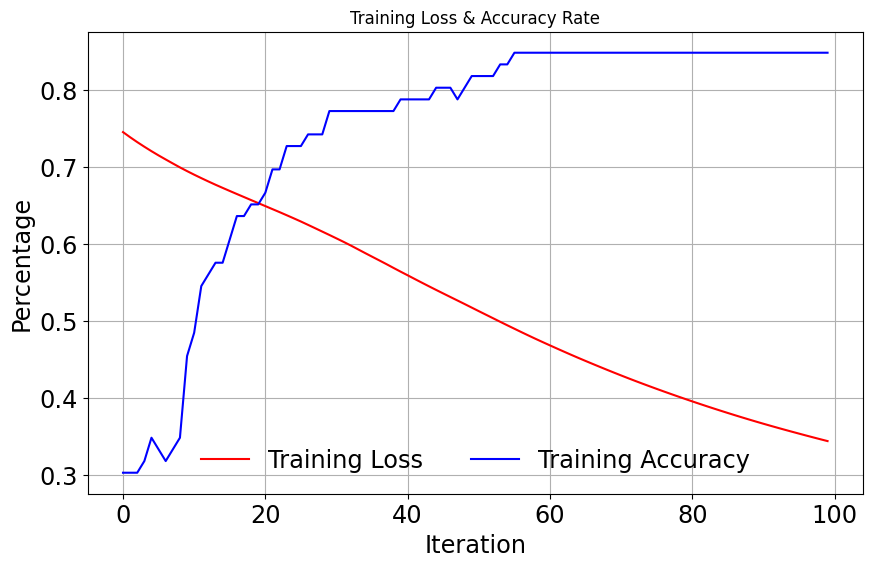 Training Loss & Accuracy Rate
Percentage
0.8
0.7
0.6
0.5
0.4
0.3
Training Loss
Training Accuracy
0 20 40 60 80 100
Iteration